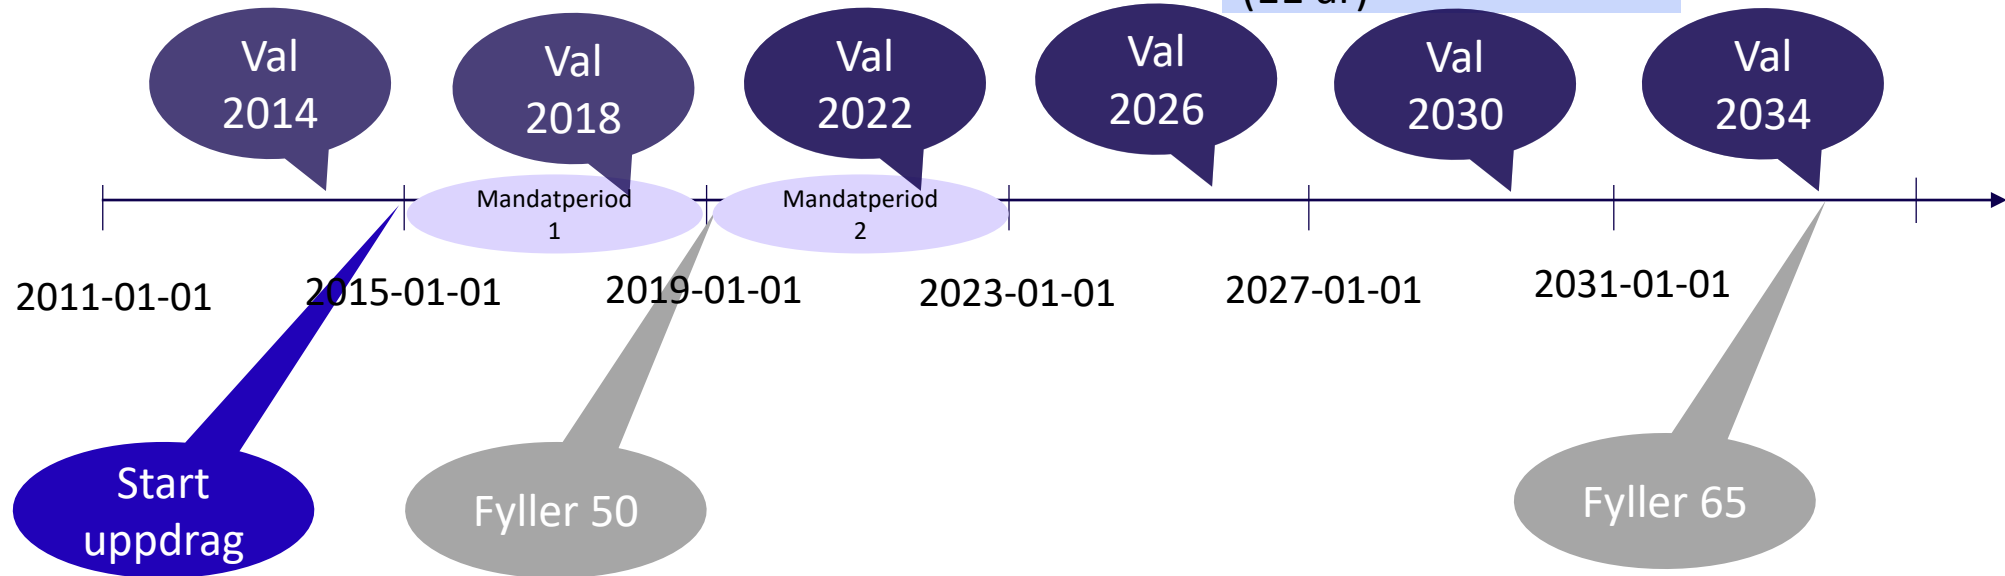 Val
2014
Val
2018
Val
2022
Val
2026
Val
2030
Val
2034
Mandatperiod
1
Mandatperiod
2
2011-01-01
2015-01-01
2019-01-01
2023-01-01
2027-01-01
2031-01-01
Start
uppdrag
Fyller 50
Fyller 65